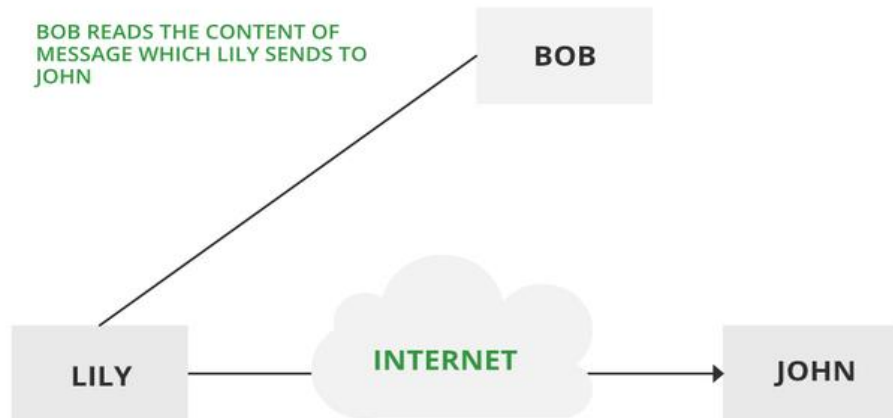 BOB READS THE CONTENT OF
MESSAGE WHICH LILY SENDS TO
JOHN
BOB
INTERNET
LILY
JOHN